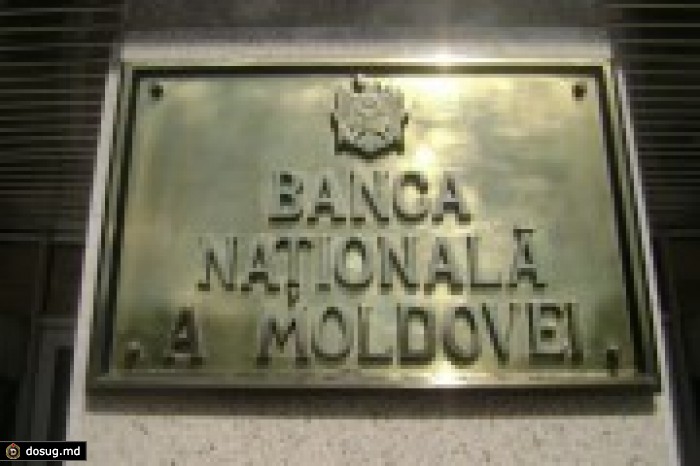 BANCA
NAȚIONALĂ
A MOLDOVEI
dosug.md